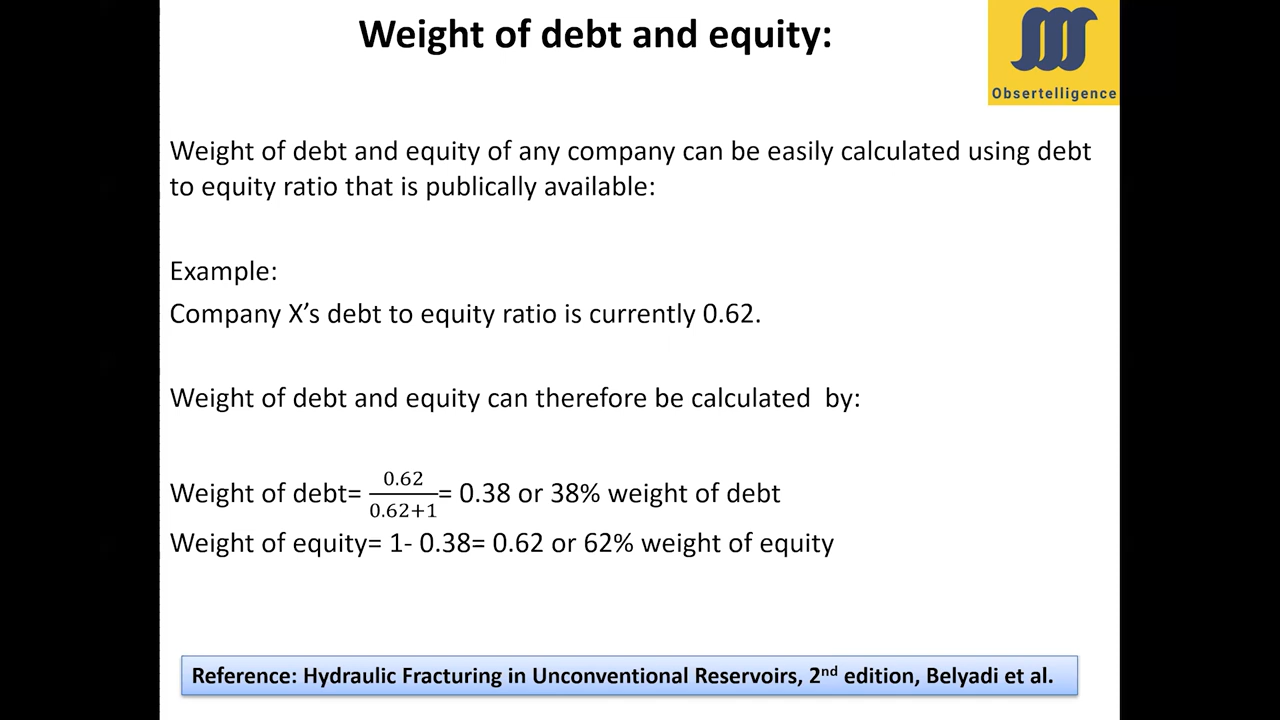 Weight of debt and equity:
Obsertelligence
Weight of debt and equity of any company can be easily calculated using debt
to equity ratio that is publically available:
Example:
Company X’s debt to equity ratio is currently 0.62.
Weight of debt and equity can therefore be calculated  by:
Weight of debt= 0.62/0.62+1= 0.38 or 38% weight of debt
Weight of equity= 1- 0.38= 0.62 or 62% weight of equity
Reference: Hydraulic Fracturing in Unconventional Reservoirs, 2nd edition, Belyadi et al.